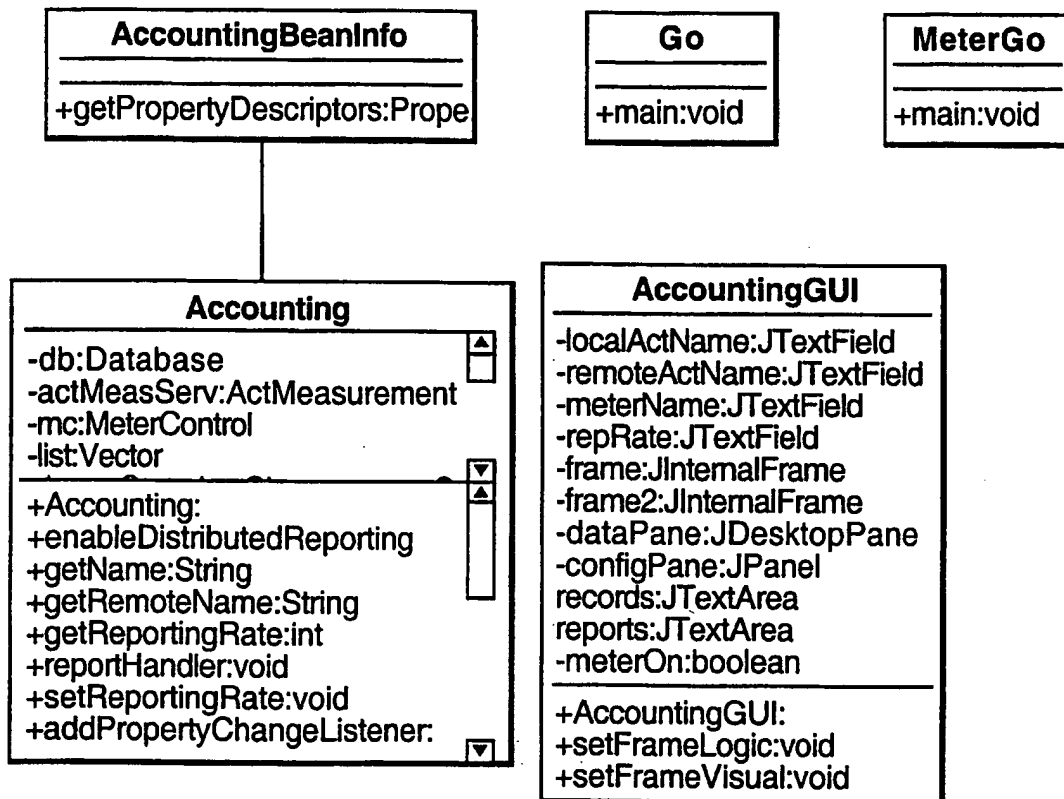 AccountingBeanInfo
+getPropertyDescriptors:Prope
Go
+main:void
MeterGo
+main:void
Accounting
-db:Database
-actMeasServ:ActMeasurement
-mc:MeterControl
-list:Vector
+Accounting:
+enableDistributedReporting
+getName:String
+getRemoteName:String
+getReportingRate:int
+reportHandler:void
+setReportingRate:void
+addPropertyChangeListener:
AccountingGUI
-localActName:JTextField
-remoteActName:JTextField
-meterName:JTextField
-repRate:JTextField
-frame:JInternalFrame
-frame2:JInternalFrame
-dataPane:JDesktopPane
-configPane:JPanel
records:JTextArea
reports:JTextArea
-meterOn:boolean
+AccountingGUI:
+setFrameLogic:void
+setFrameVisual:void